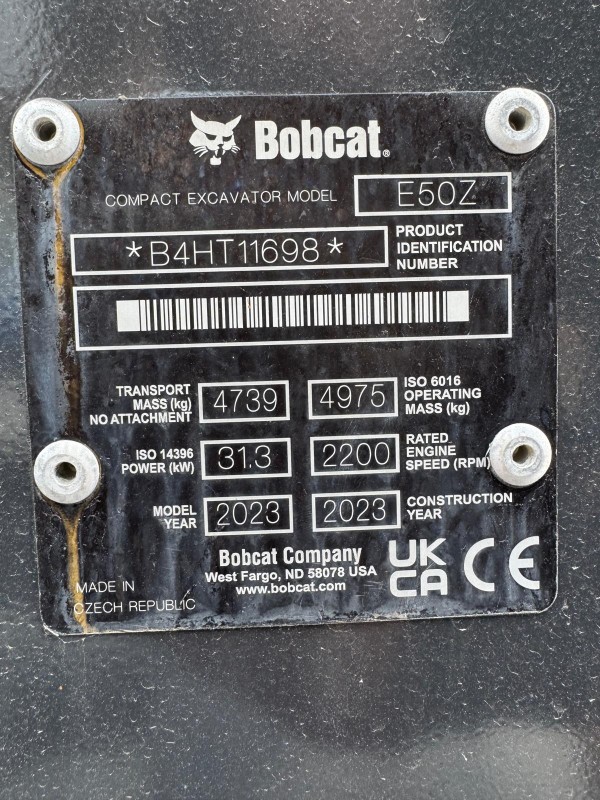 Bobcat®
COMPACT EXCAVATOR MODEL E50Z
*B4HT11698* PRODUCT
IDENTIFICATION
NUMBER
TRANSPORT
MASS (kg)
NO ATTACHMENT
4739
4975
ISO 6016
OPERATING
MASS (kg)
ISO 14396
POWER (kW)
31.3
2200
RATED
ENGINE
SPEED (RPM)
MODEL
YEAR
2023
2023
CONSTRUCTION
YEAR
Bobcat Company
West Fargo, ND 58078 USA
www.bobcat.com
UK
CA
CE
MADE IN
CZECH REPUBLIC